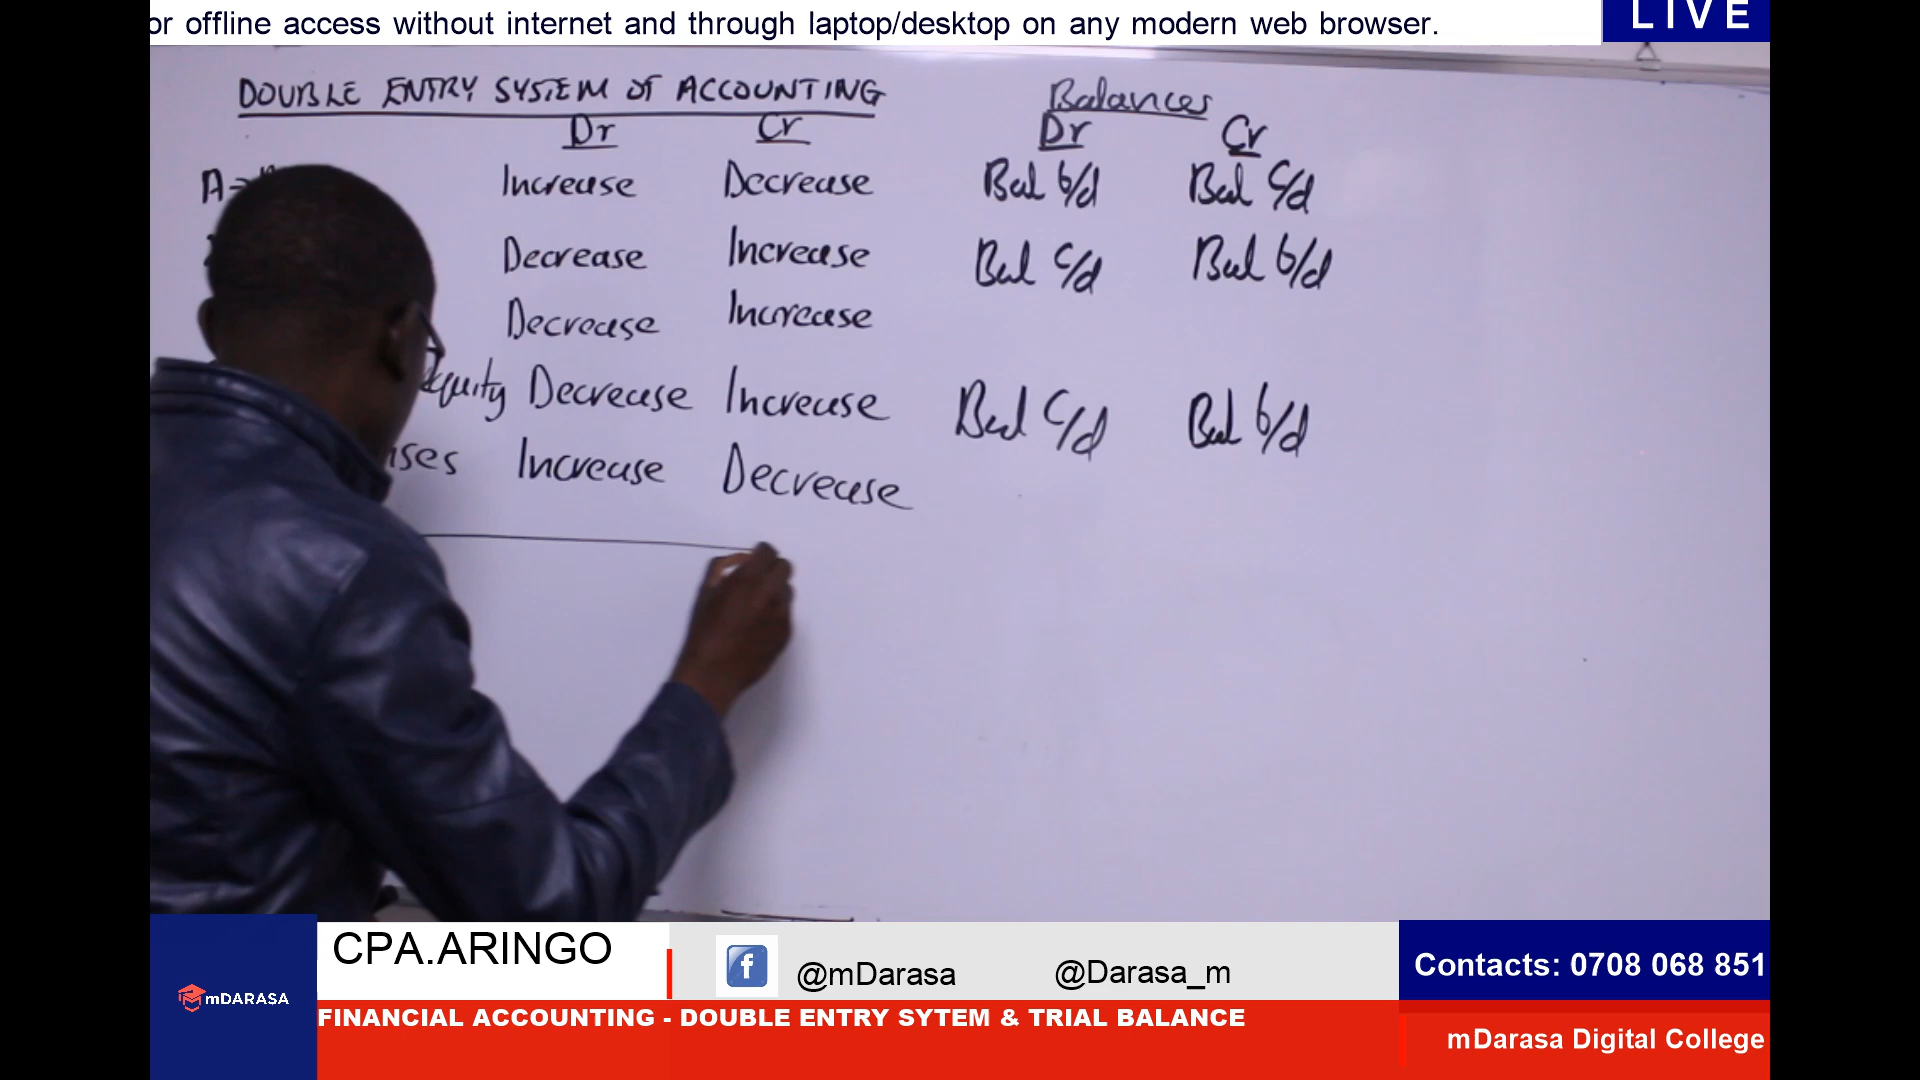 or offline access without internet and through laptop/desktop on any modern web browser.
LIVE
DOUBLE ENTRY SYSTEM OF ACCOUNTING
Balances
Dr Cr Dr Cr
A Increase Decrease Bal b/d Bal c/d
Decrease Increase Bal c/d Bal b/d
Decrease Increase
equity Decrease Increase Bal c/d Bal b/d
nses Increase Decrease
CPA.ARINGO
f @mDarasa @Darasa_m
Contacts: 0708 068 851
mDARASA
FINANCIAL ACCOUNTING - DOUBLE ENTRY SYTEM & TRIAL BALANCE
mDarasa Digital College